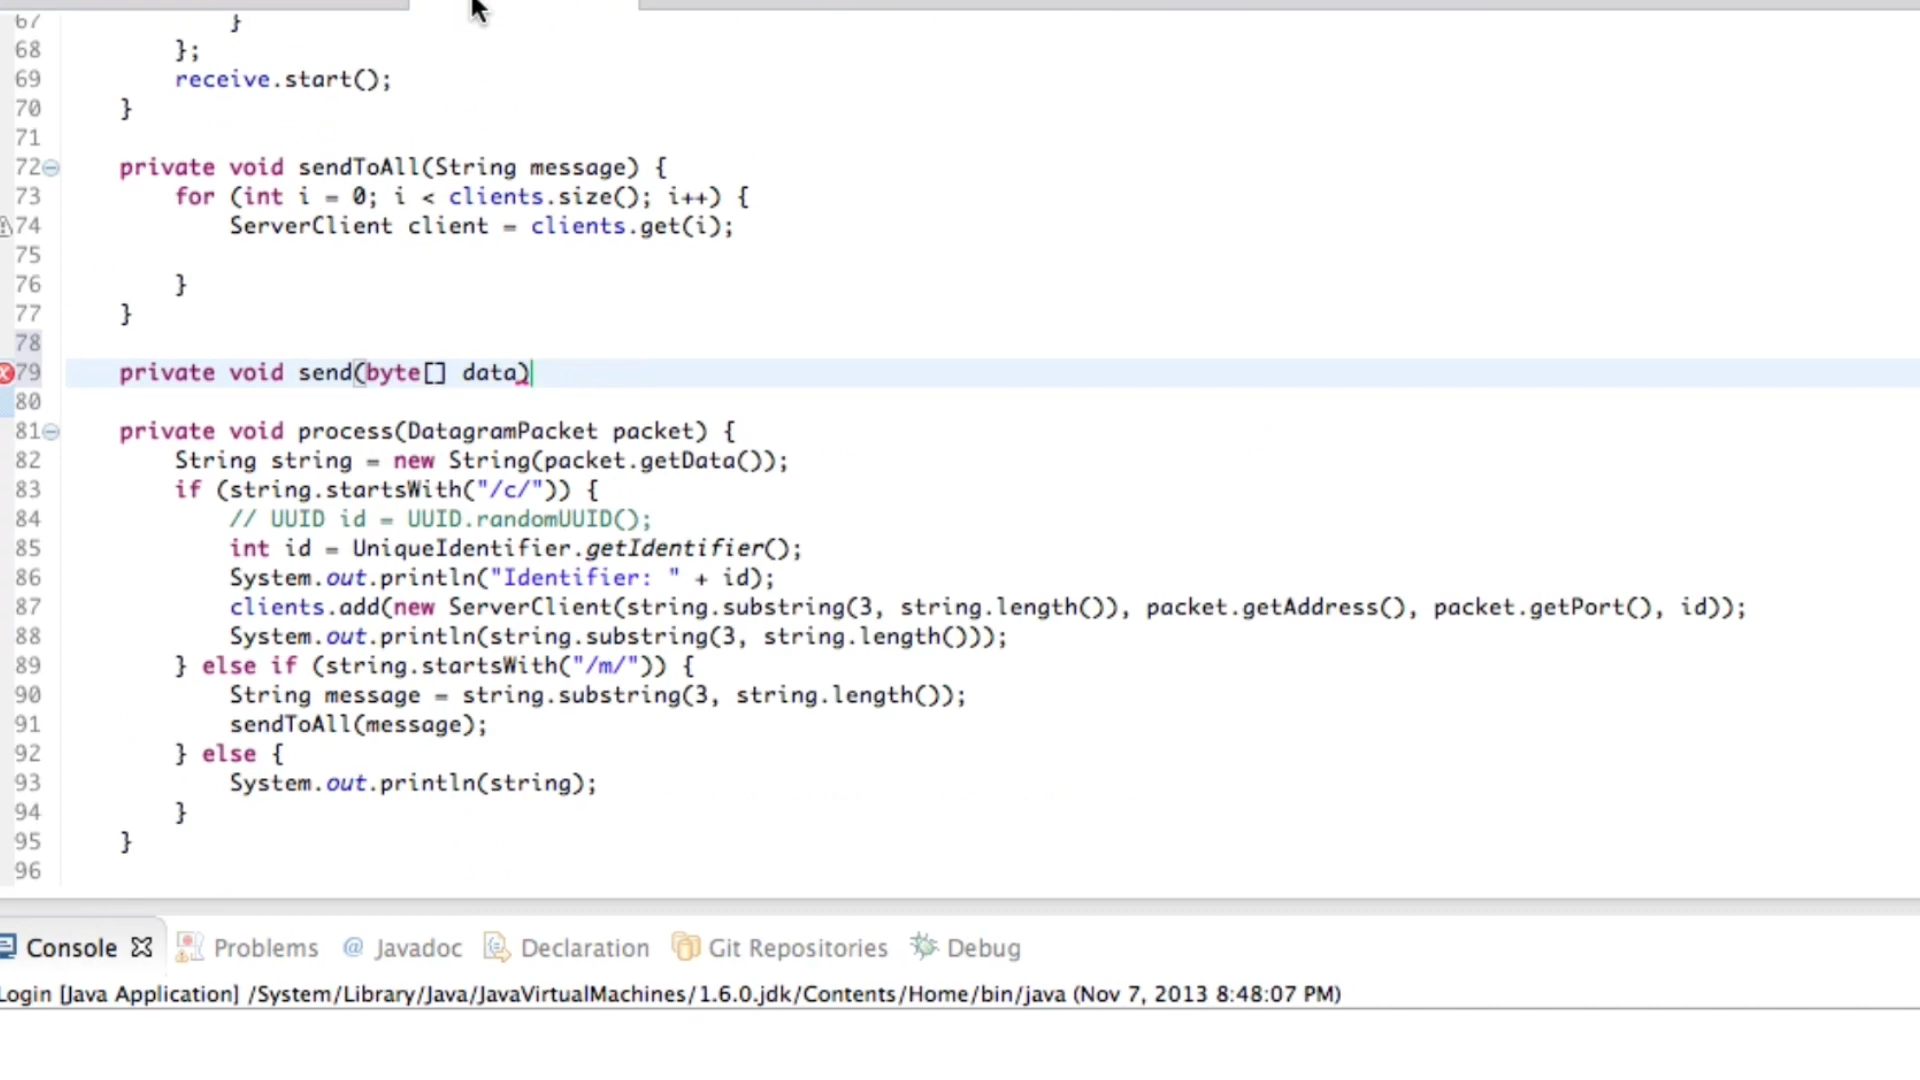 67 }
68 };
69 receive.start();
70 }
71
72 private void sendToAll(String message) {
73 for (int i = 0; i < clients.size(); i++) {
74 ServerClient client = clients.get(i);
75
76 }
77 }
78
79 private void send(byte[] data)
80
81 private void process(DatagramPacket packet) {
82 String string = new String(packet.getData());
83 if (string.startsWith("/c/")) {
84 // UUID id = UUID.randomUUID();
85 int id = UniqueIdentifier.getIdentifier();
86 System.out.println("Identifier: " + id);
87 clients.add(new ServerClient(string.substring(3, string.length()), packet.getAddress(), packet.getPort(), id));
88 System.out.println(string.substring(3, string.length()));
89 } else if (string.startsWith("/m/")) {
90 String message = string.substring(3, string.length());
91 sendToAll(message);
92 } else {
93 System.out.println(string);
94 }
95 }
96
Console Problems @ Javadoc Declaration Git Repositories Debug
Login [Java Application] /System/Library/Java/JavaVirtualMachines/1.6.0.jdk/Contents/Home/bin/java (Nov 7, 2013 8:48:07 PM)